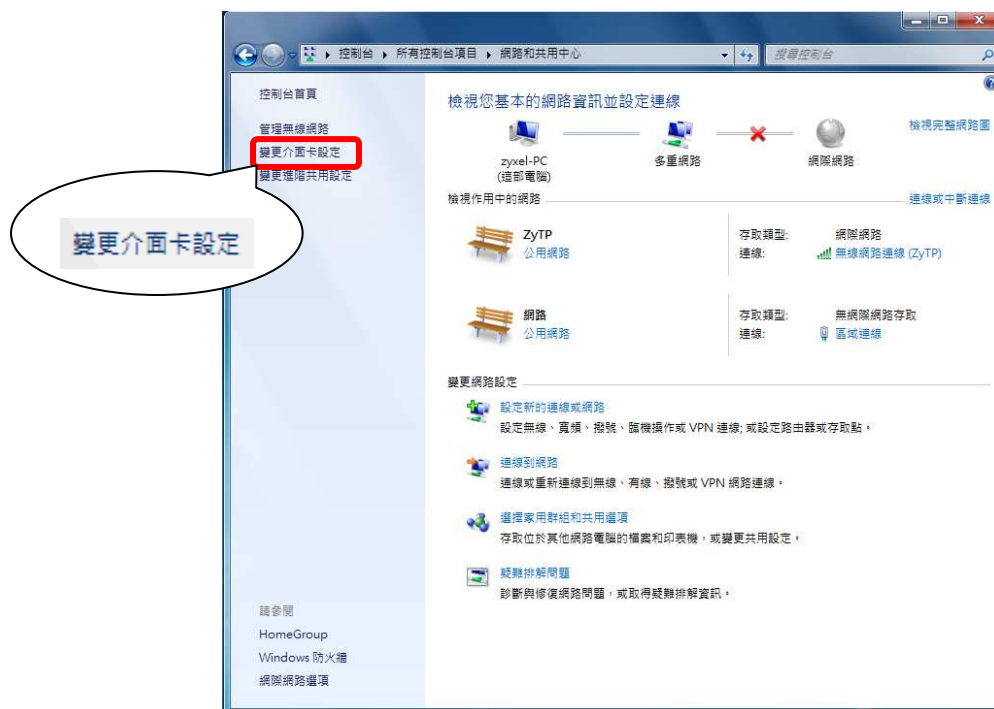 控制台 ▸ 所有控制台項目 ▸ 網路和共用中心
搜尋控制台
控制台首頁
管理無線網路
變更介面卡設定
變更進階共用設定
變更介面卡設定
檢視您基本的網路資訊並設定連線
檢視完整網路圖
zyxel-PC
(這部電腦)
多重網路
網際網路
檢視作用中的網路
連線或中斷連線
ZyTP
公用網路
存取類型: 網際網路
連線: 無線網路連線 (ZyTP)
網路
公用網路
存取類型: 無網際網路存取
連線: 區域連線
變更網路設定
設定新的連線或網路
設定無線、寬頻、撥號、臨機操作或 VPN 連線; 或設定路由器或存取點。
連線到網路
連線或重新連線到無線、有線、撥號或 VPN 網路連線。
選擇家用群組和共用選項
存取位於其他網路電腦的檔案和印表機，或變更共用設定。
疑難排解問題
診斷與修復網路問題，或取得疑難排解資訊。
請參閱
HomeGroup
Windows 防火牆
網際網路選項